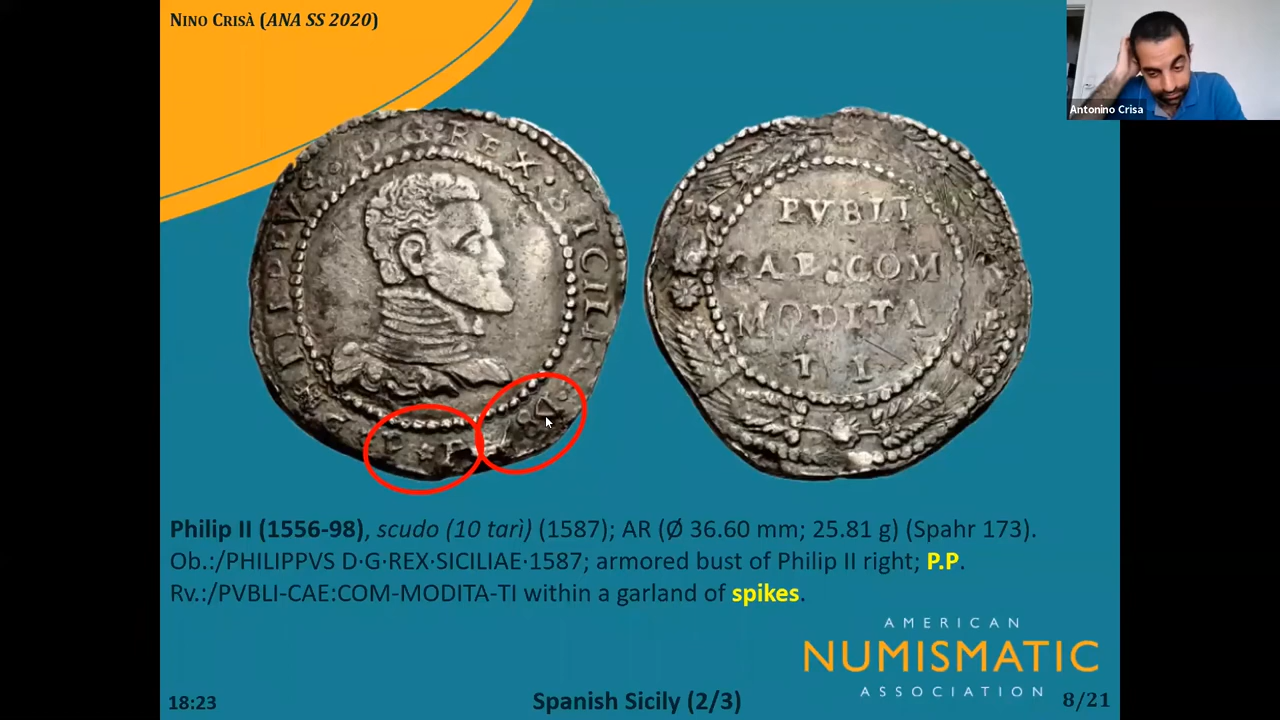 NINO CRISÀ (ANA SS 2020)
Antonino Crisa
D·G·REX·SICILI
PVBLI
CAE:COM
MODITA
TI
P P
Philip II (1556-98), scudo (10 tarì) (1587); AR (Ø 36.60 mm; 25.81 g) (Spahr 173).
Ob.:/PHILIPPVS D·G·REX·SICILIAE·1587; armored bust of Philip II right; P.P.
Rv.:/PVBLI-CAE:COM-MODITA-TI within a garland of spikes.
AMERICAN
NUMISMATIC
ASSOCIATION
18:23
Spanish Sicily (2/3)
8/21